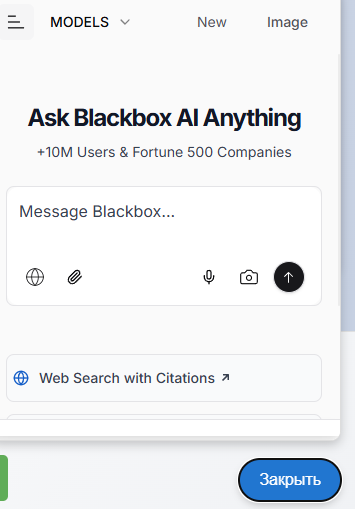 MODELS New Image
Ask Blackbox AI Anything
+10M Users & Fortune 500 Companies
Message Blackbox...
Web Search with Citations
Закрыть